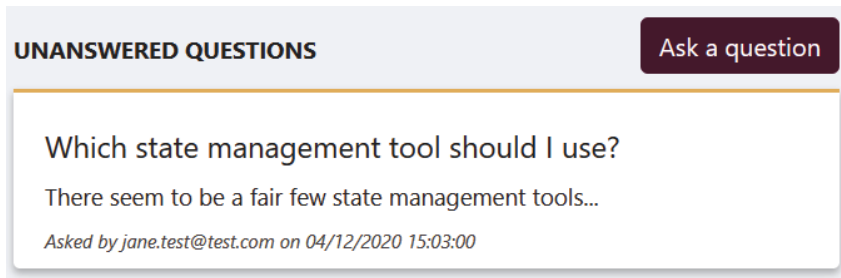 UNANSWERED QUESTIONS
Ask a question
Which state management tool should I use?
There seem to be a fair few state management tools...
Asked by jane.test@test.com on 04/12/2020 15:03:00